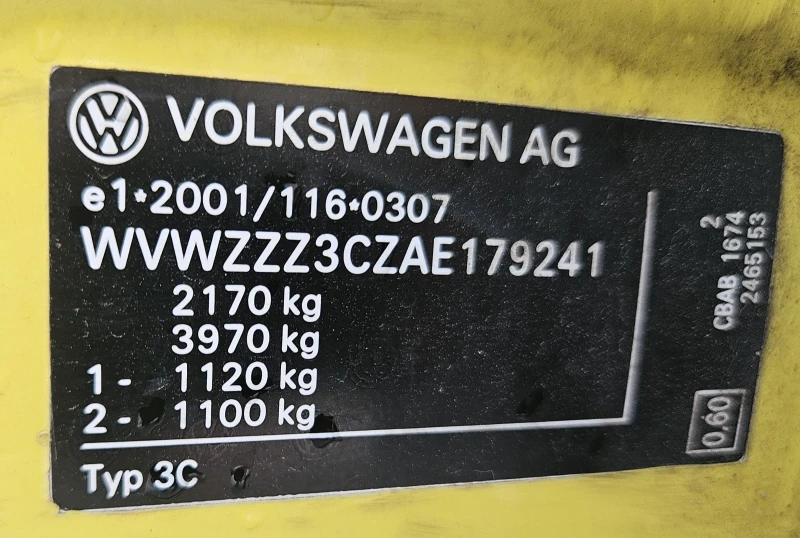 VOLKSWAGEN AG
e1*2001/116*0307
WVWZZZ3CZAE179241
2170 kg
3970 kg
1- 1120 kg
2- 1100 kg
Typ 3C
2
CBAB 1674
2465153
0.60